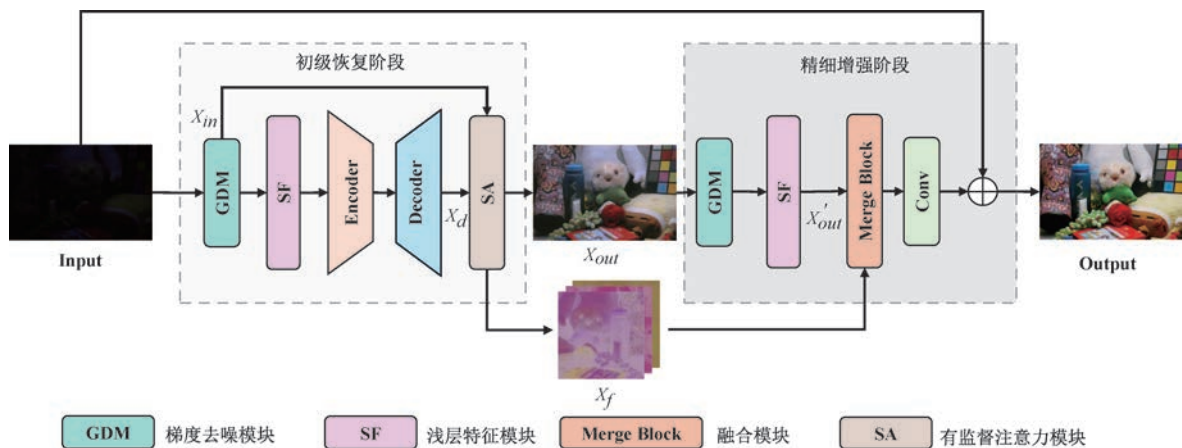 初级恢复阶段
精细增强阶段
X_in
GDM
SF
Encoder
Decoder
X_d
SA
X_out
GDM
SF
X'_out
Merge Block
Conv
Input
Output
X_f
GDM 梯度去噪模块
SF 浅层特征模块
Merge Block 融合模块
SA 有监督注意力模块